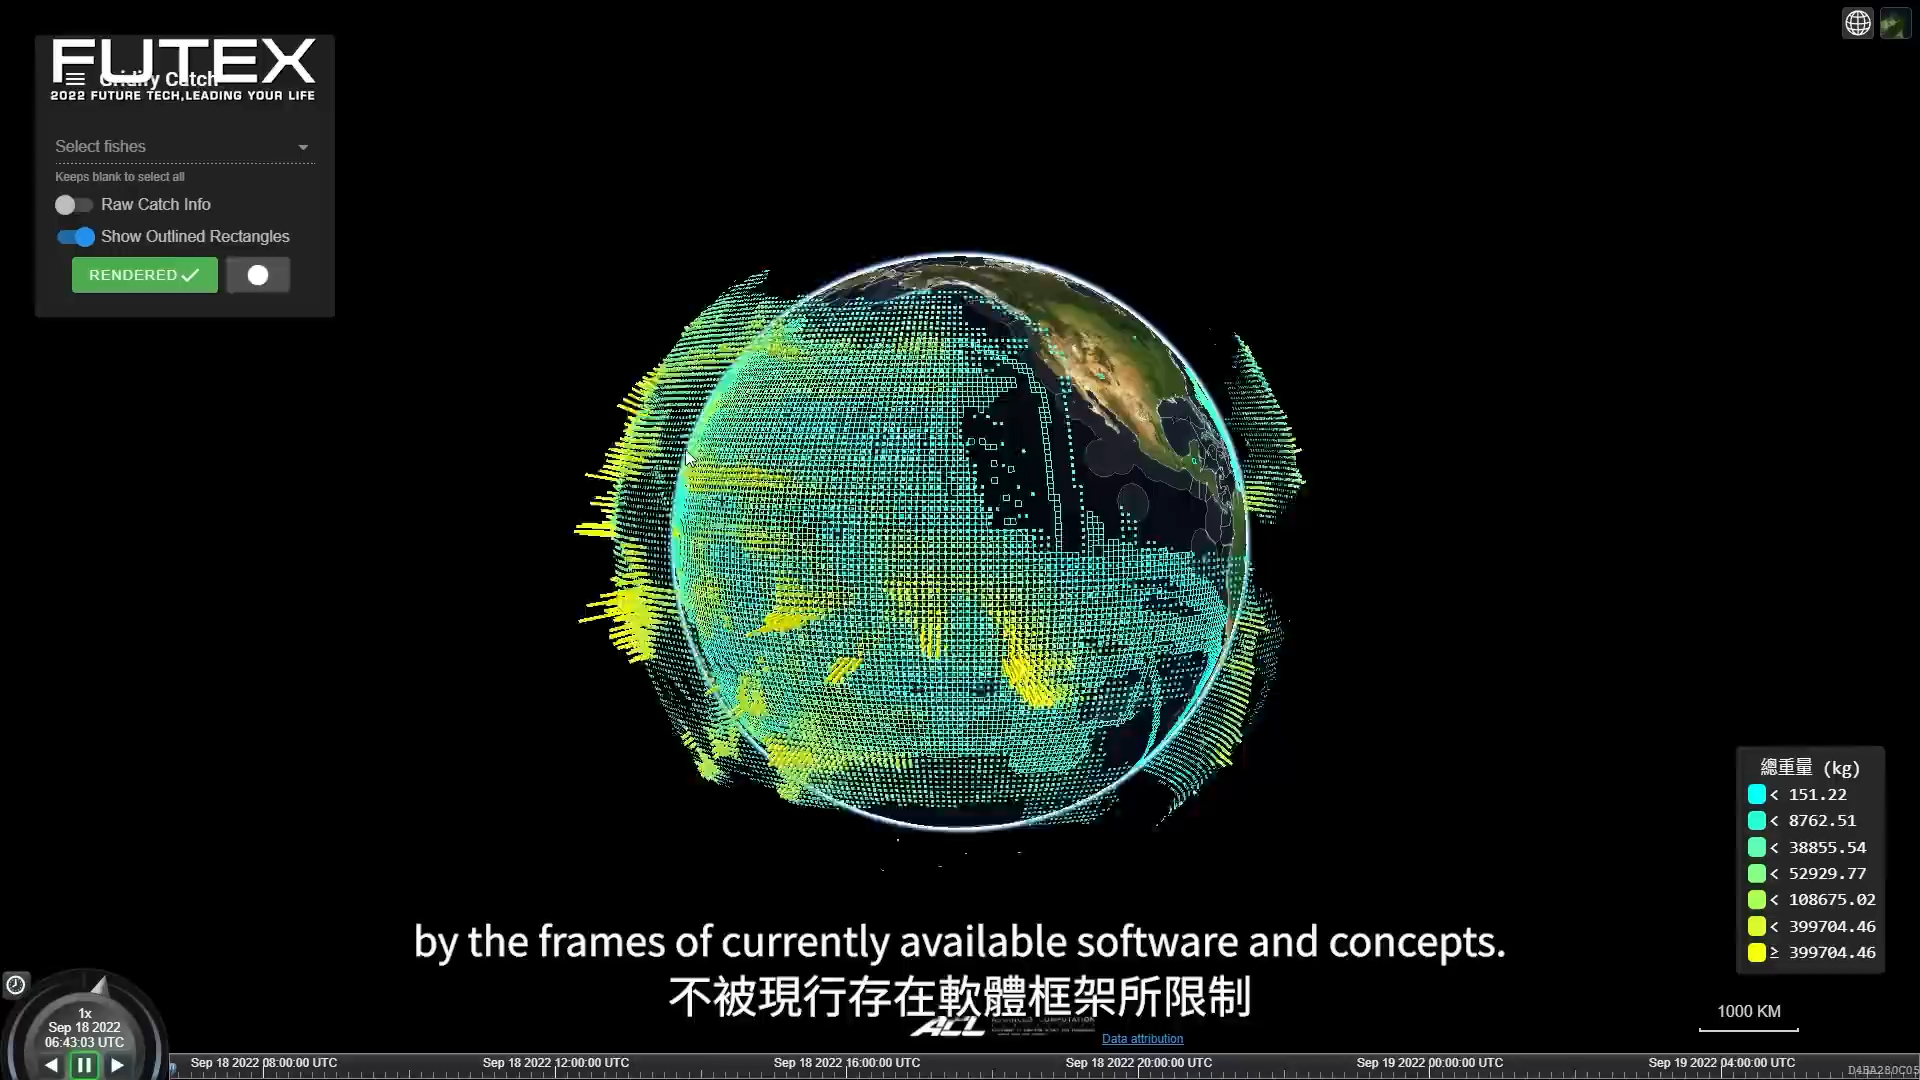 FUTEX
Gridify Catch
2022 FUTURE TECH,LEADING YOUR LIFE
Select fishes
Keeps blank to select all
Raw Catch Info
Show Outlined Rectangles
RENDERED
總重量 (kg)
< 151.22
< 8762.51
< 38855.54
< 52929.77
< 108675.02
< 399704.46
≥ 399704.46
by the frames of currently available software and concepts.
不被現行存在軟體框架所限制
1000 KM
ACL
Data attribution
1x
Sep 18 2022
06:43:03 UTC
Sep 18 2022 08:00:00 UTC
Sep 18 2022 12:00:00 UTC
Sep 18 2022 16:00:00 UTC
Sep 18 2022 20:00:00 UTC
Sep 19 2022 00:00:00 UTC
Sep 19 2022 04:00:00 UTC